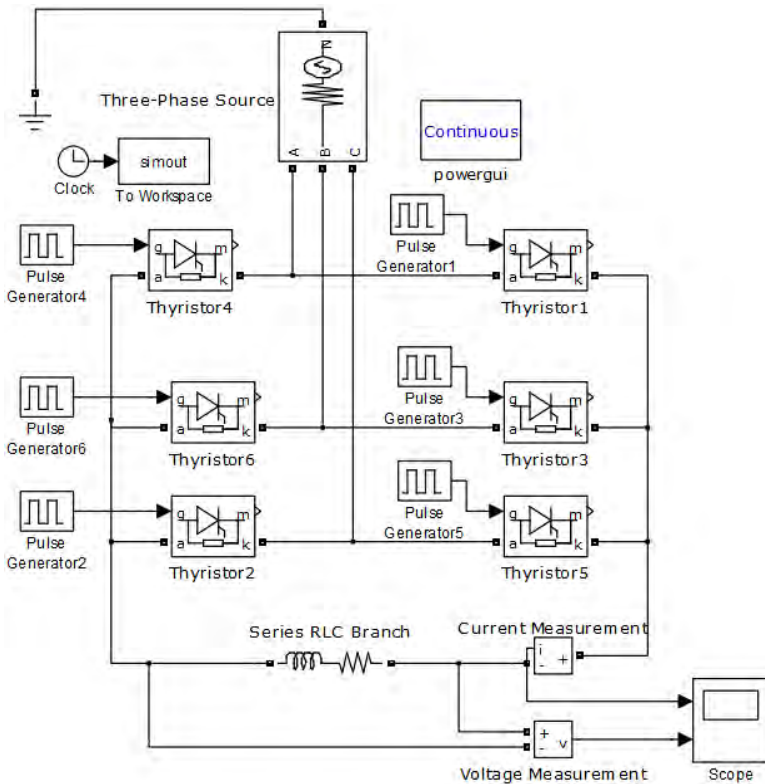 N
Three-Phase Source
A
B
C
Continuous
powergui
Clock
simout
To Workspace
Pulse
Generator4
g
m
a
k
Thyristor4
Pulse
Generator1
g
m
a
k
Thyristor1
Pulse
Generator6
g
m
a
k
Thyristor6
Pulse
Generator3
g
m
a
k
Thyristor3
Pulse
Generator2
g
m
a
k
Thyristor2
Pulse
Generator5
g
m
a
k
Thyristor5
Series RLC Branch
Current Measurement
i
-
+
+
-
v
Voltage Measurement
Scope